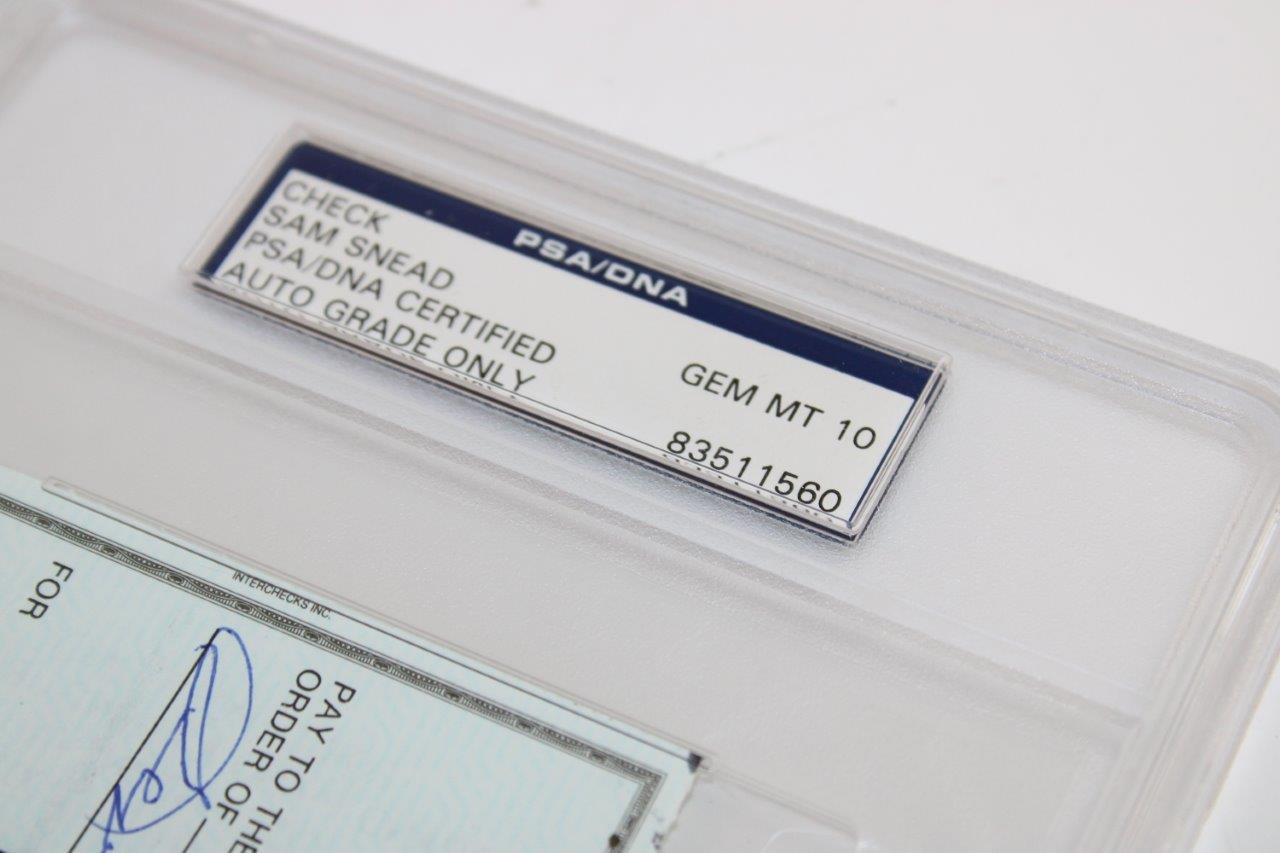 PSA/DNA
CHECK
SAM SNEAD
PSA/DNA CERTIFIED
AUTO GRADE ONLY
GEM MT 10
83511560
INTERCHECKS INC.
PAY TO THE
ORDER OF
FOR